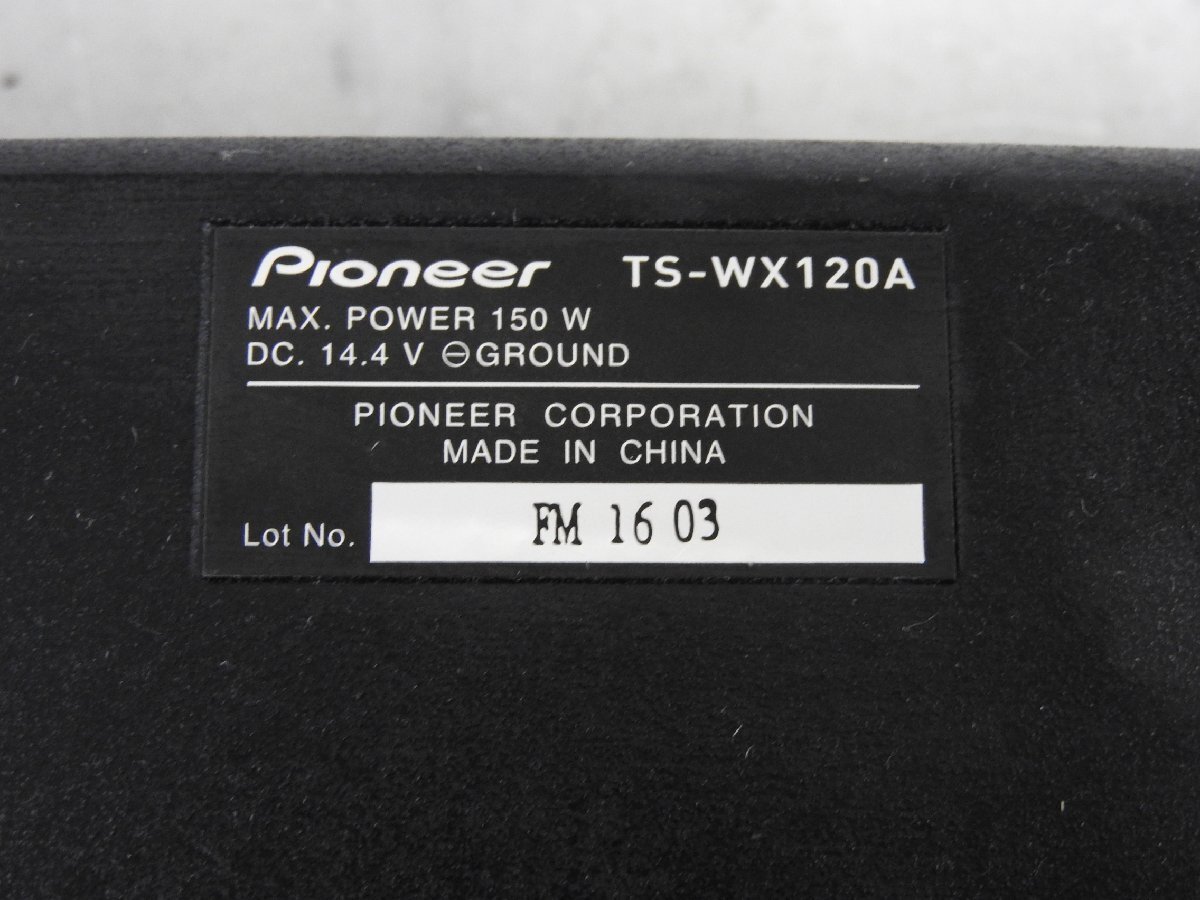 Pioneer TS-WX120A
MAX. POWER 150 W
DC. 14.4 V ⊖GROUND
PIONEER CORPORATION
MADE IN CHINA
Lot No. FM 16 03